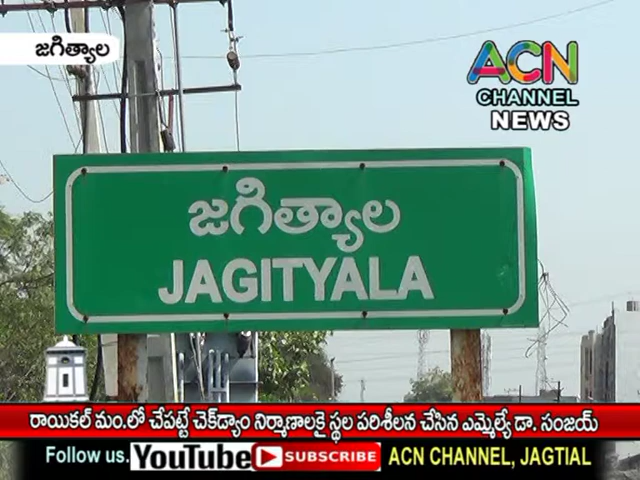 జగిత్యాల
ACN
CHANNEL
NEWS
జగిత్యాల
JAGITYALA
రాయికల్ మం.లో చేపట్టే చెక్‌డ్యాం నిర్మాణాలకై స్థల పరిశీలన చేసిన ఎమ్మెల్యే డా. సంజయ్
Follow us. YouTube SUBSCRIBE ACN CHANNEL, JAGTIAL